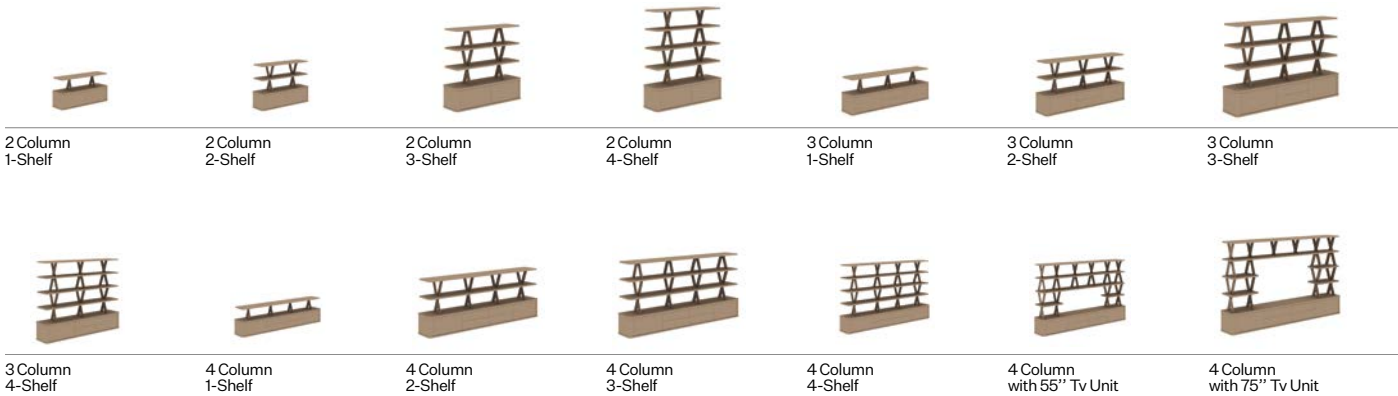 2 Column
1-Shelf
2 Column
2-Shelf
2 Column
3-Shelf
2 Column
4-Shelf
3 Column
1-Shelf
3 Column
2-Shelf
3 Column
3-Shelf
3 Column
4-Shelf
4 Column
1-Shelf
4 Column
2-Shelf
4 Column
3-Shelf
4 Column
4-Shelf
4 Column
with 55’’ Tv Unit
4 Column
with 75’’ Tv Unit